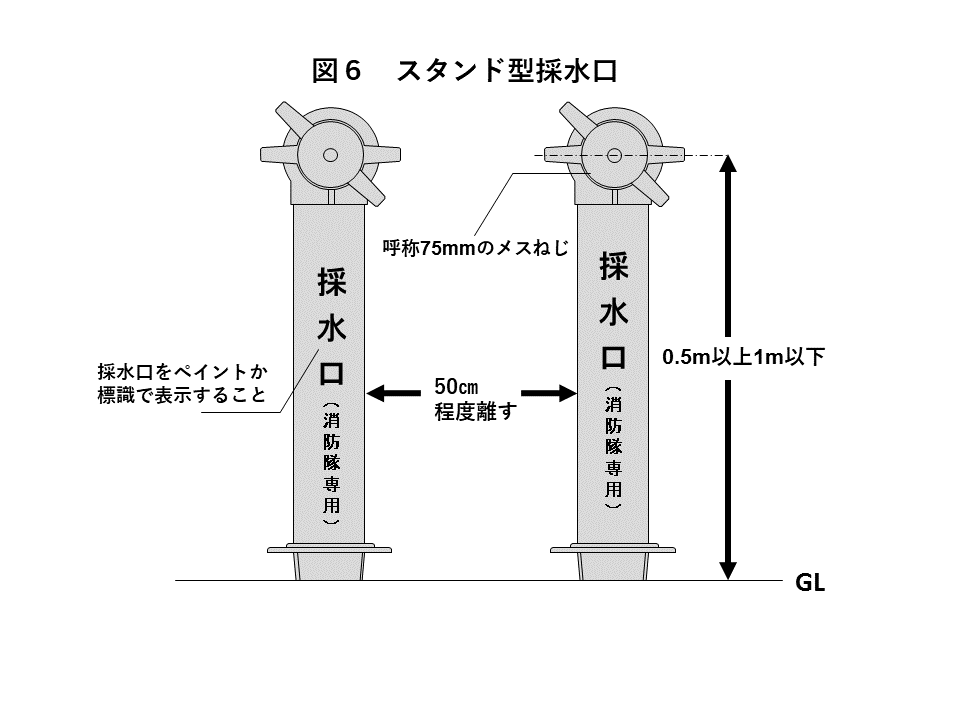 図６　スタンド型採水口
呼称75mmのメスねじ
採水口
（消防隊専用）
採水口
（消防隊専用）
採水口をペイントか
標識で表示すること
50㎝
程度離す
0.5m以上1m以下
GL